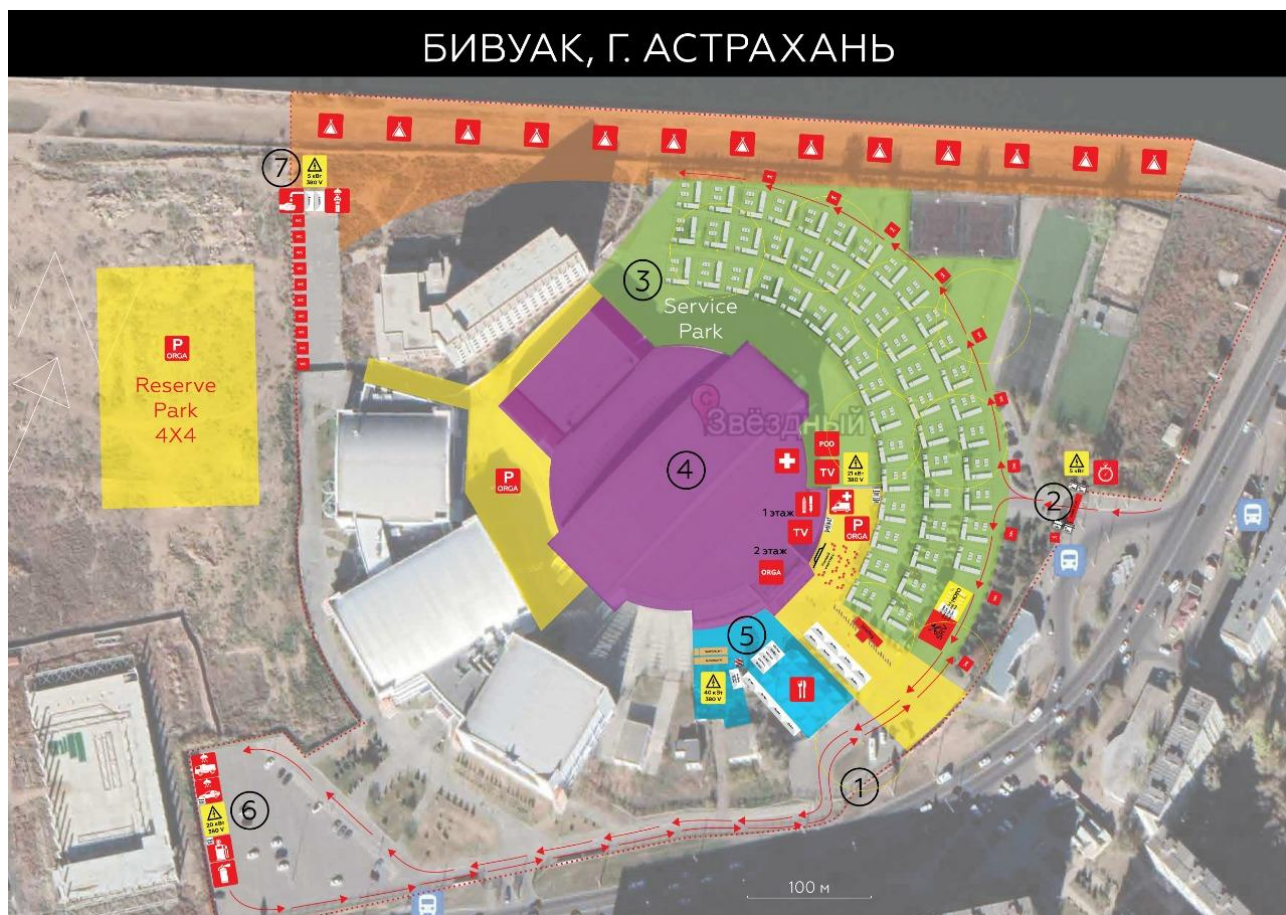 БИВУАК, Г. АСТРАХАНЬ
7
5 кВт
380 V
3
Service
Park
P
ORGA
Reserve
Park
4X4
С
Звёздный
4
POD
TV
21 кВт
380 V
P
ORGA
1 этаж
TV
P
ORGA
2 этаж
ORGA
5 кВт
2
5
40 кВт
380 V
6
20 кВт
380 V
1
100 м